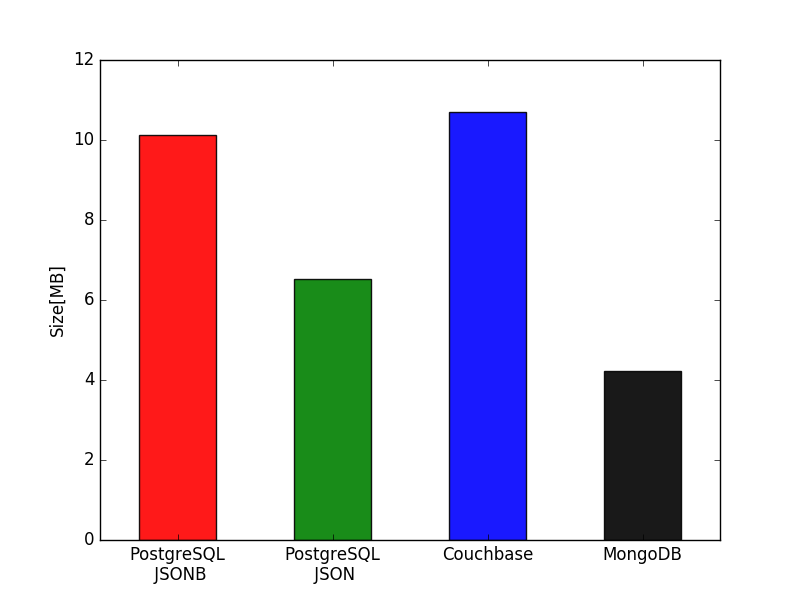 12
10
8
6
4
2
0
Size[MB]
PostgreSQL
JSONB
PostgreSQL
JSON
Couchbase
MongoDB